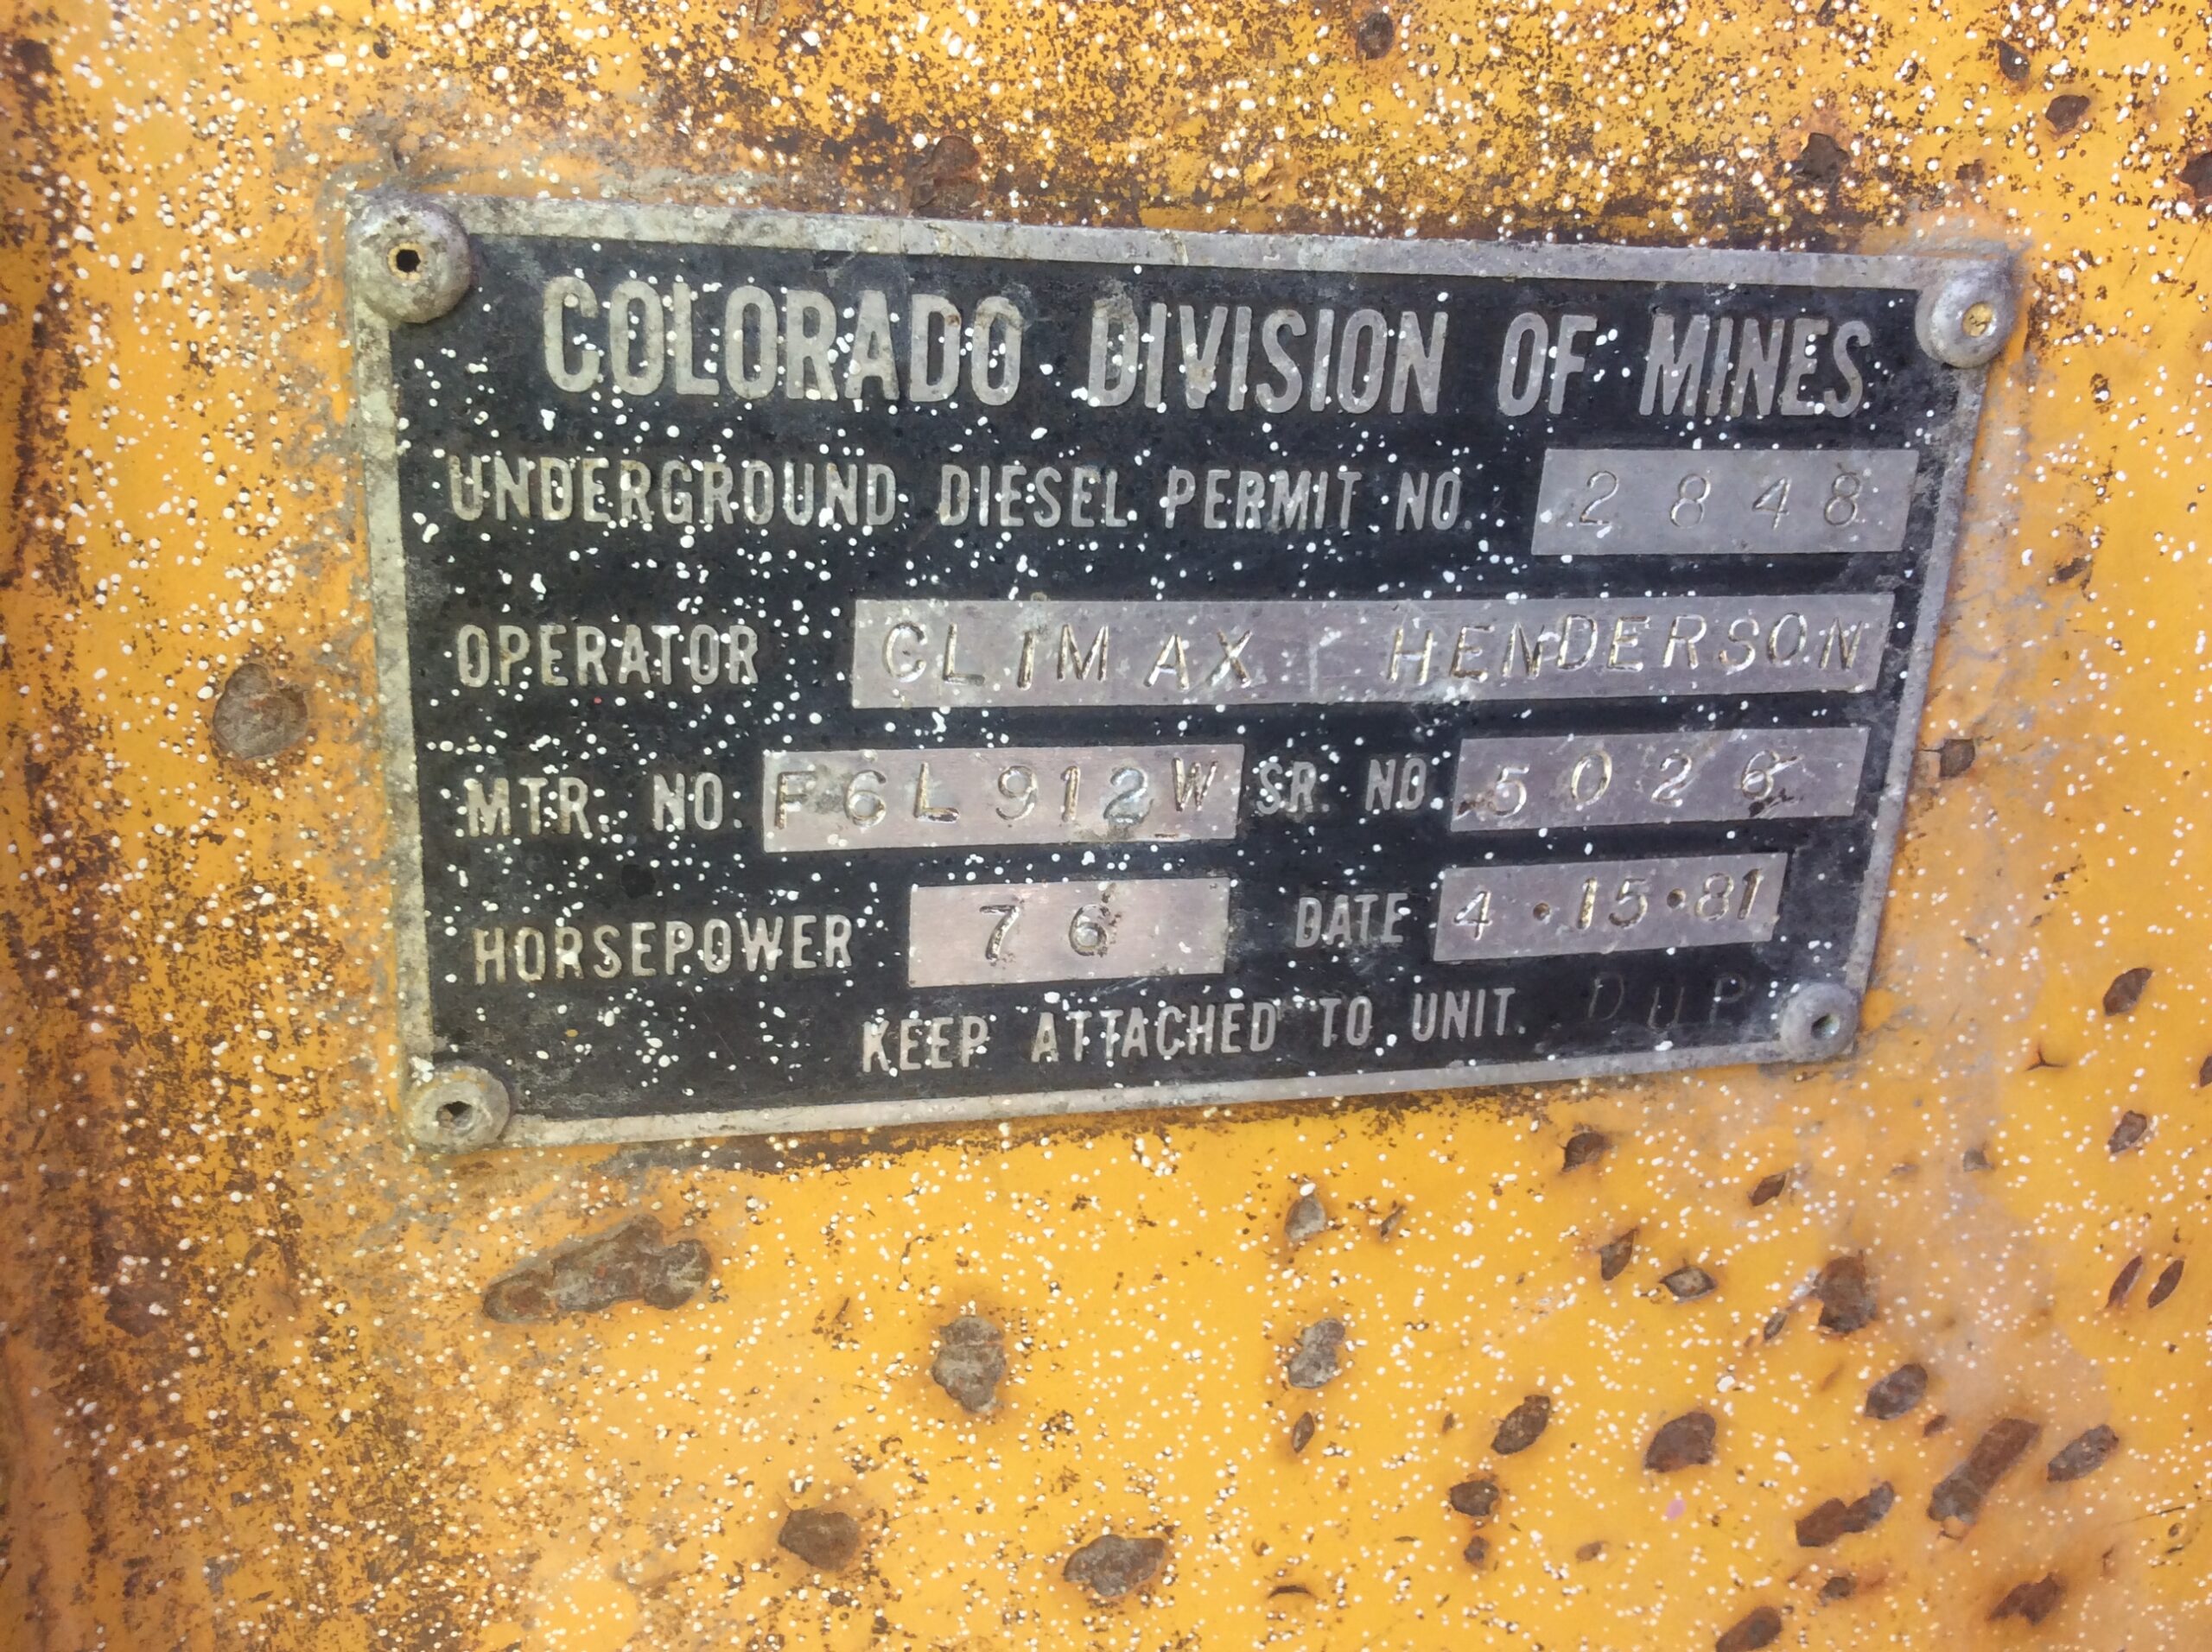 COLORADO DIVISION OF MINES
UNDERGROUND DIESEL PERMIT NO. 2848
OPERATOR CLiMAX HENDERSON
MTR. NO. F6L912W SR. NO. 5026
HORSEPOWER 76 DATE 4·15·81
KEEP ATTACHED TO UNIT. DUP